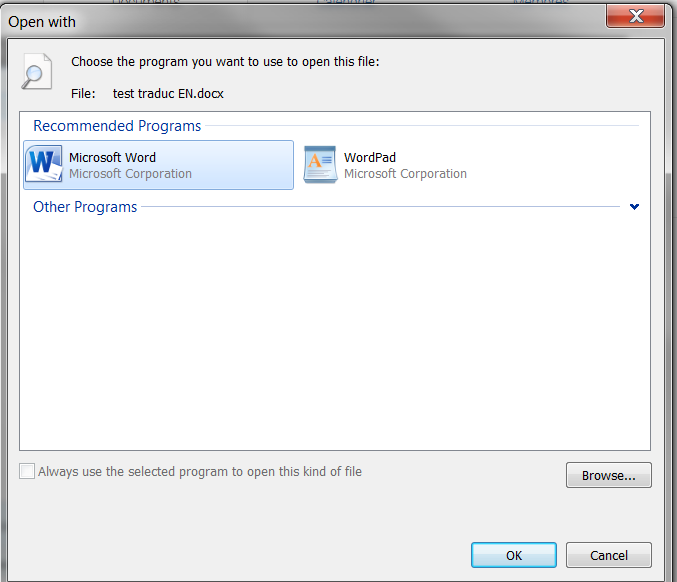 Open with
Choose the program you want to use to open this file:
File: test traduc EN.docx
Recommended Programs
Microsoft Word
Microsoft Corporation
WordPad
Microsoft Corporation
Other Programs
Always use the selected program to open this kind of file
Browse...
OK
Cancel